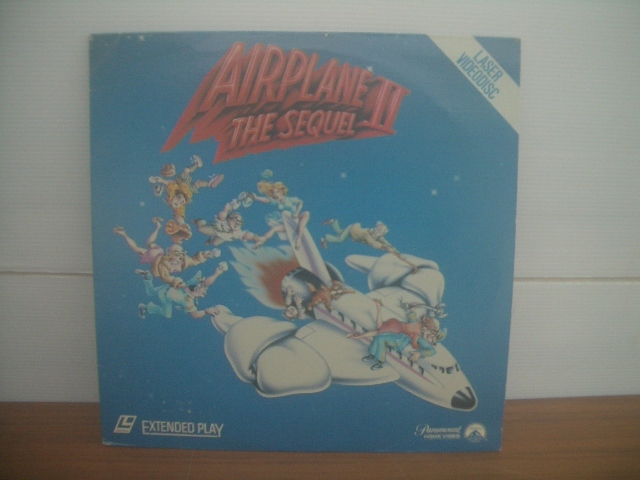 AIRPLANE II
THE SEQUEL
LASER
VIDEODISC
EXTENDED PLAY
Paramount